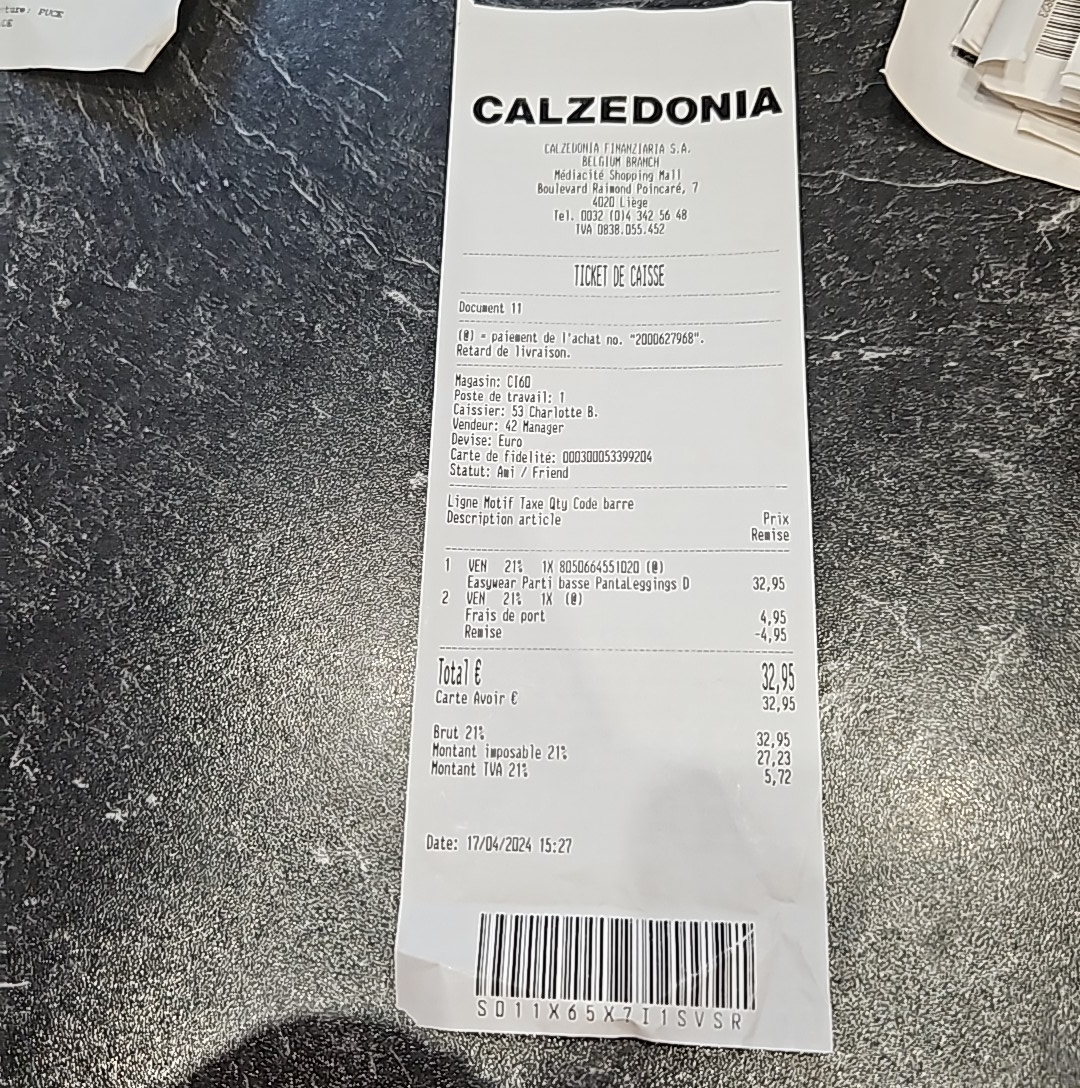 PUCE
CALZEDONIA
CALZEDONIA FINANZIARIA S.A.
BELGIUM BRANCH
Médiacité Shopping Mall
Boulevard Raimond Poincaré, 7
4020 Liège
Tel. 0032 (0)4 342 56 48
TVA 0838.055.452
TICKET DE CAISSE
Document 11
(@) = paiement de l'achat no. "2000627968".
Retard de livraison.
Magasin: CI60
Poste de travail: 1
Caissier: 53 Charlotte B.
Vendeur: 42 Manager
Devise: Euro
Carte de fidelité: 000300053399204
Statut: Ami / Friend
Ligne Motif Taxe Qty Code barre
Description article Prix
Remise
1 VEN 21% 1X 8050664551020 (@)
Easywear Parti basse PantaLeggings D 32,95
2 VEN 21% 1X (@)
Frais de port 4,95
Remise -4,95
Total € 32,95
Carte Avoir € 32,95
Brut 21% 32,95
Montant imposable 21% 27,23
Montant TVA 21% 5,72
Date: 17/04/2024 15:27
SO11X65X7I1SVSR